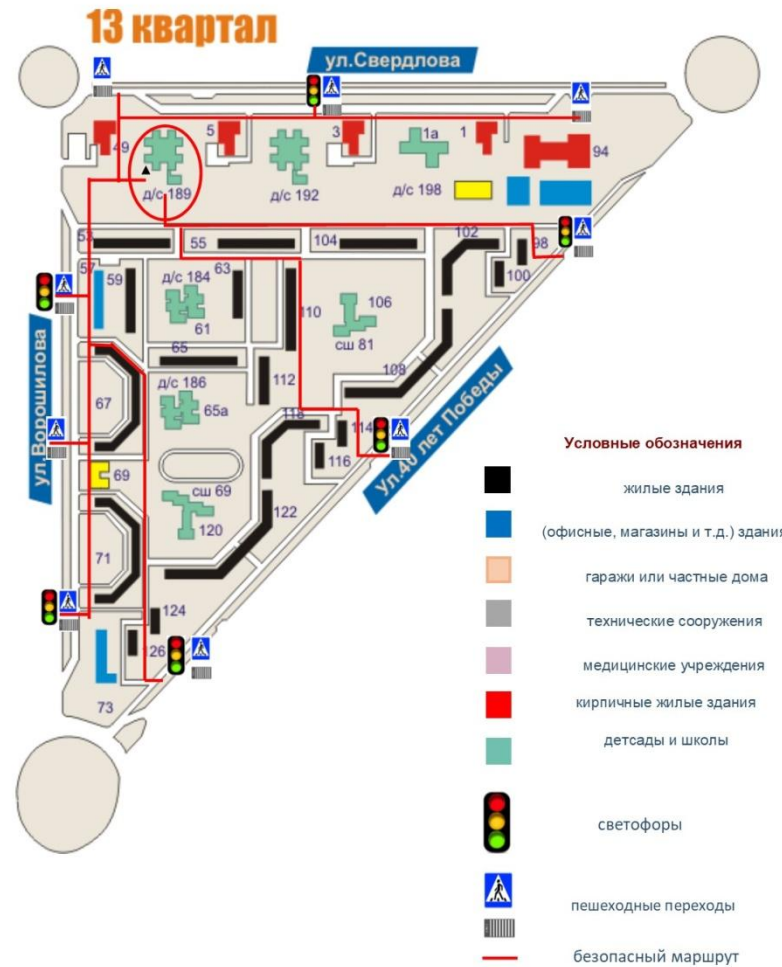 13 квартал
ул.Свердлова
49
5
3
1а
1
94
д/с 189
д/с 192
д/с 198
53
55
104
102
98
100
57
59
д/с 184
63
61
110
106
сш 81
65
112
108
ул.Ворошилова
67
д/с 186
65а
118
114
116
Ул.40 лет Победы
69
сш 69
120
122
71
124
126
73
Условные обозначения
жилые здания
(офисные, магазины и т.д.) здания
гаражи или частные дома
технические сооружения
медицинские учреждения
кирпичные жилые здания
детсады и школы
светофоры
пешеходные переходы
безопасный маршрут